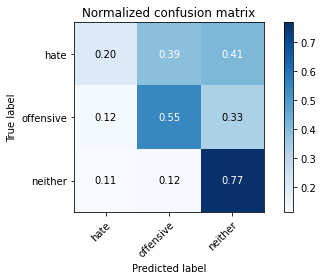 Normalized confusion matrix
True label
hate
offensive
neither
0.20 0.39 0.41
0.12 0.55 0.33
0.11 0.12 0.77
hate offensive neither
Predicted label
0.7
0.6
0.5
0.4
0.3
0.2